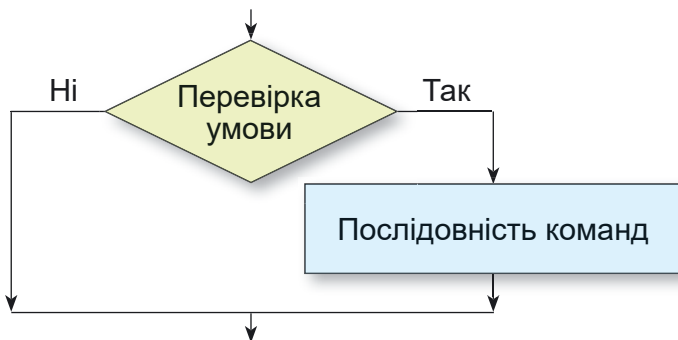 Ні
Перевірка
умови
Так
Послідовність команд